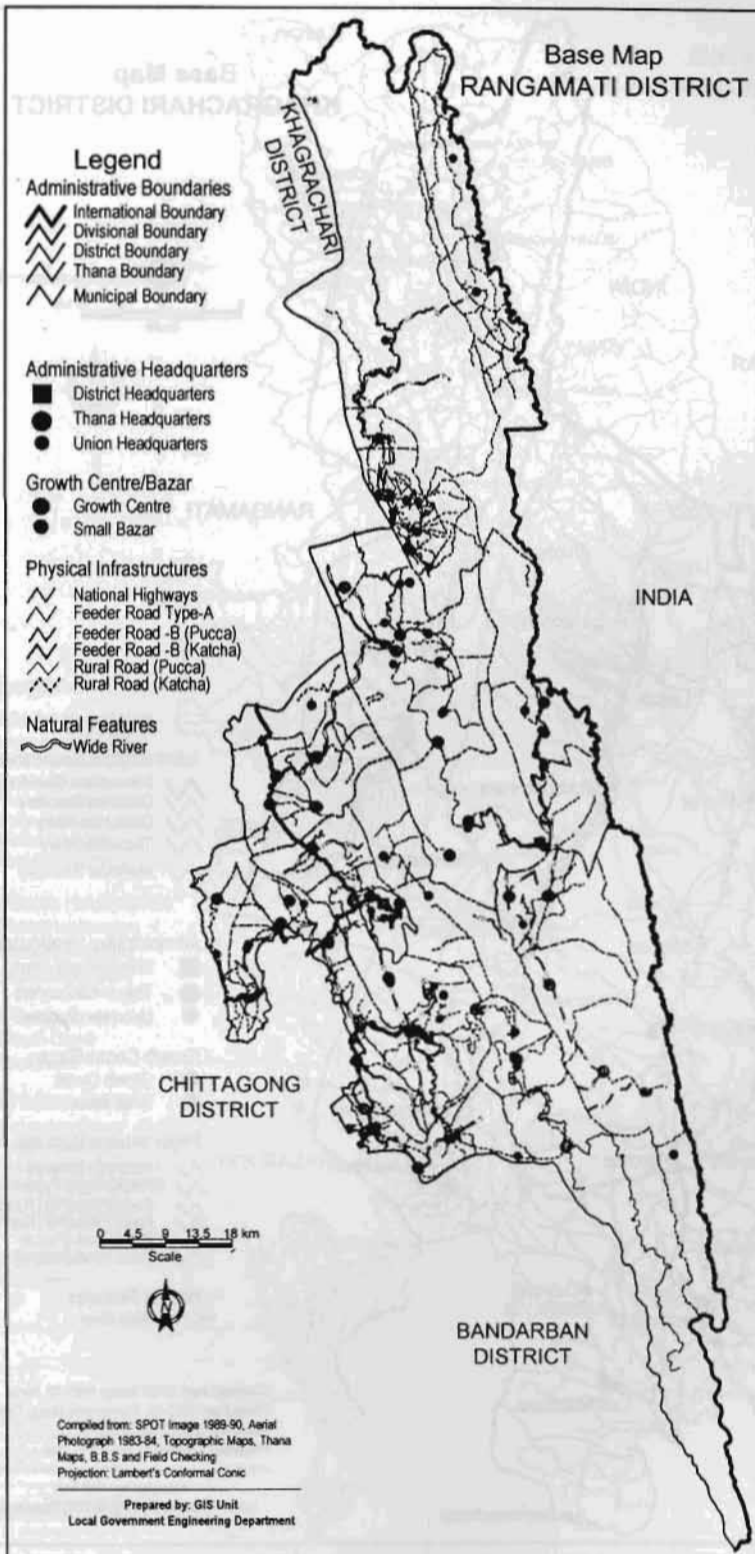 Base Map
RANGAMATI DISTRICT
KHAGRACHARI
DISTRICT
Legend
Administrative Boundaries
International Boundary
Divisional Boundary
District Boundary
Thana Boundary
Municipal Boundary
Administrative Headquarters
District Headquarters
Thana Headquarters
Union Headquarters
Growth Centre/Bazar
Growth Centre
Small Bazar
Physical Infrastructures
National Highways
Feeder Road Type-A
Feeder Road -B (Pucca)
Feeder Road -B (Katcha)
Rural Road (Pucca)
Rural Road (Katcha)
Natural Features
Wide River
INDIA
CHITTAGONG
DISTRICT
0 4.5 9 13.5 18 km
Scale
N
BANDARBAN
DISTRICT
Compiled from: SPOT Image 1989-90, Aerial
Photograph 1983-84, Topographic Maps, Thana
Maps, B.B.S and Field Checking
Projection: Lambert's Conformal Conic
Prepared by: GIS Unit
Local Government Engineering Department